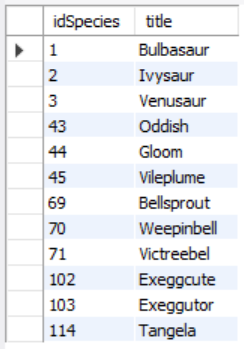 idSpecies title
1 Bulbasaur
2 Ivysaur
3 Venusaur
43 Oddish
44 Gloom
45 Vileplume
69 Bellsprout
70 Weepinbell
71 Victreebel
102 Exeggcute
103 Exeggutor
114 Tangela